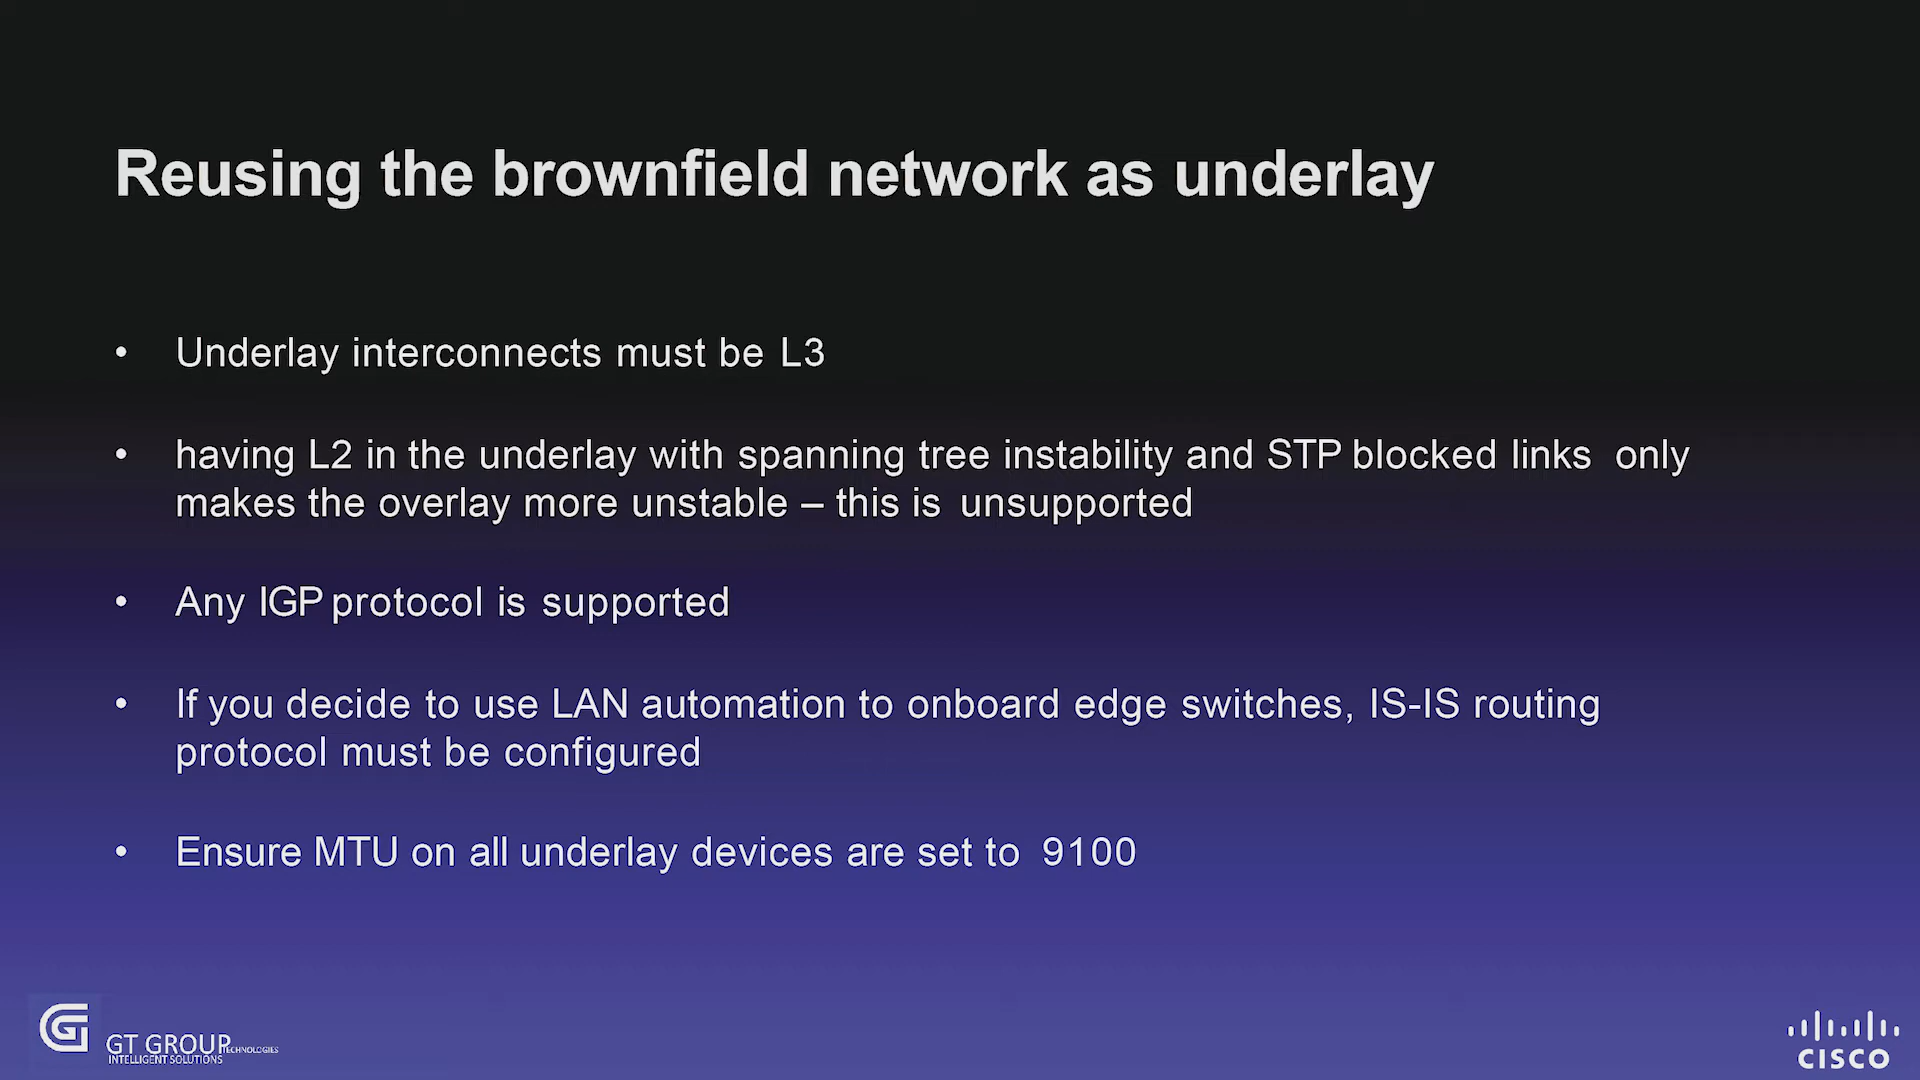 Reusing the brownfield network as underlay
• Underlay interconnects must be L3
• having L2 in the underlay with spanning tree instability and STP blocked links only
makes the overlay more unstable – this is unsupported
• Any IGP protocol is supported
• If you decide to use LAN automation to onboard edge switches, IS-IS routing
protocol must be configured
• Ensure MTU on all underlay devices are set to 9100
GT GROUP TECHNOLOGIES
INTELLIGENT SOLUTIONS
CISCO